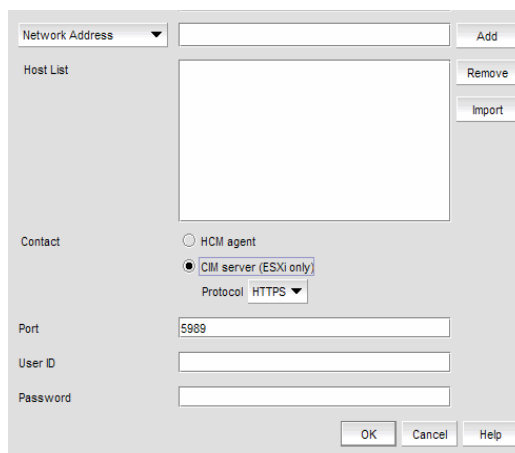 Network Address
Add
Host List
Remove
Import
Contact
HCM agent
CIM server (ESXi only)
Protocol HTTPS
Port
5989
User ID
Password
OK Cancel Help